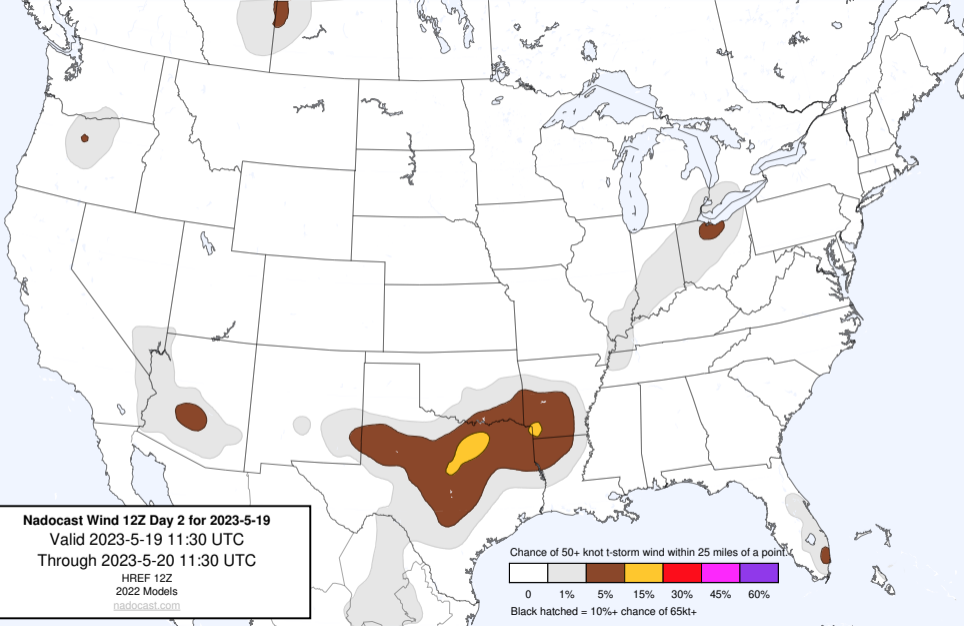 Nadocast Wind 12Z Day 2 for 2023-5-19
Valid 2023-5-19 11:30 UTC
Through 2023-5-20 11:30 UTC
HREF 12Z
2022 Models
nadocast.com
Chance of 50+ knot t-storm wind within 25 miles of a point.
0 1% 5% 15% 30% 45% 60%
Black hatched = 10%+ chance of 65kt+